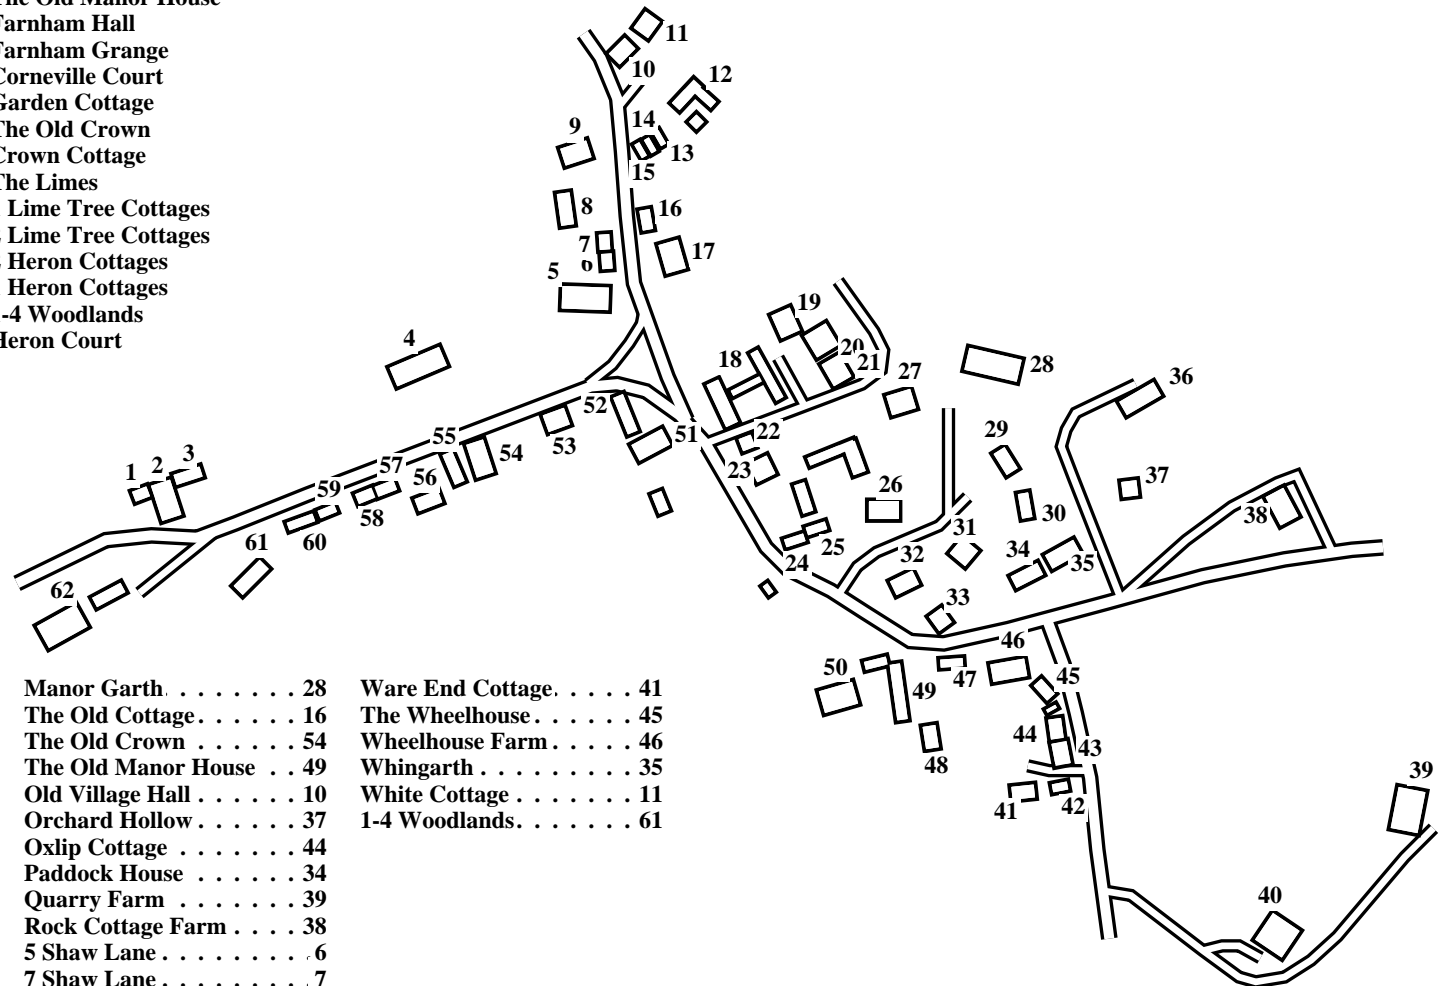 The Old Manor House
Farnham Hall
Farnham Grange
Corneville Court
Garden Cottage
The Old Crown
Crown Cottage
The Limes
Lime Tree Cottages
Lime Tree Cottages
Heron Cottages
Heron Cottages
-4 Woodlands
Heron Court
11
10
12
14
9
13
15
8
16
7
17
6
5
19
4
20
18
21
27
28
36
52
22
51
53
55
54
29
3
2
1
23
57
56
59
26
37
58
30
38
60
31
25
61
32
34
35
24
62
33
46
50
47
45
49
44
43
48
39
41
42
40
Manor Garth. . . . . . . . 28
The Old Cottage. . . . . . 16
The Old Crown . . . . . . 54
The Old Manor House . . 49
Old Village Hall . . . . . . 10
Orchard Hollow. . . . . . 37
Oxlip Cottage . . . . . . . 44
Paddock House . . . . . . 34
Quarry Farm . . . . . . . 39
Rock Cottage Farm . . . . 38
5 Shaw Lane . . . . . . . . . 6
7 Shaw Lane . . . . . . . . . 7
Ware End Cottage. . . . . 41
The Wheelhouse. . . . . . 45
Wheelhouse Farm . . . . . 46
Whingarth . . . . . . . . . 35
White Cottage . . . . . . . 11
1-4 Woodlands. . . . . . . 61